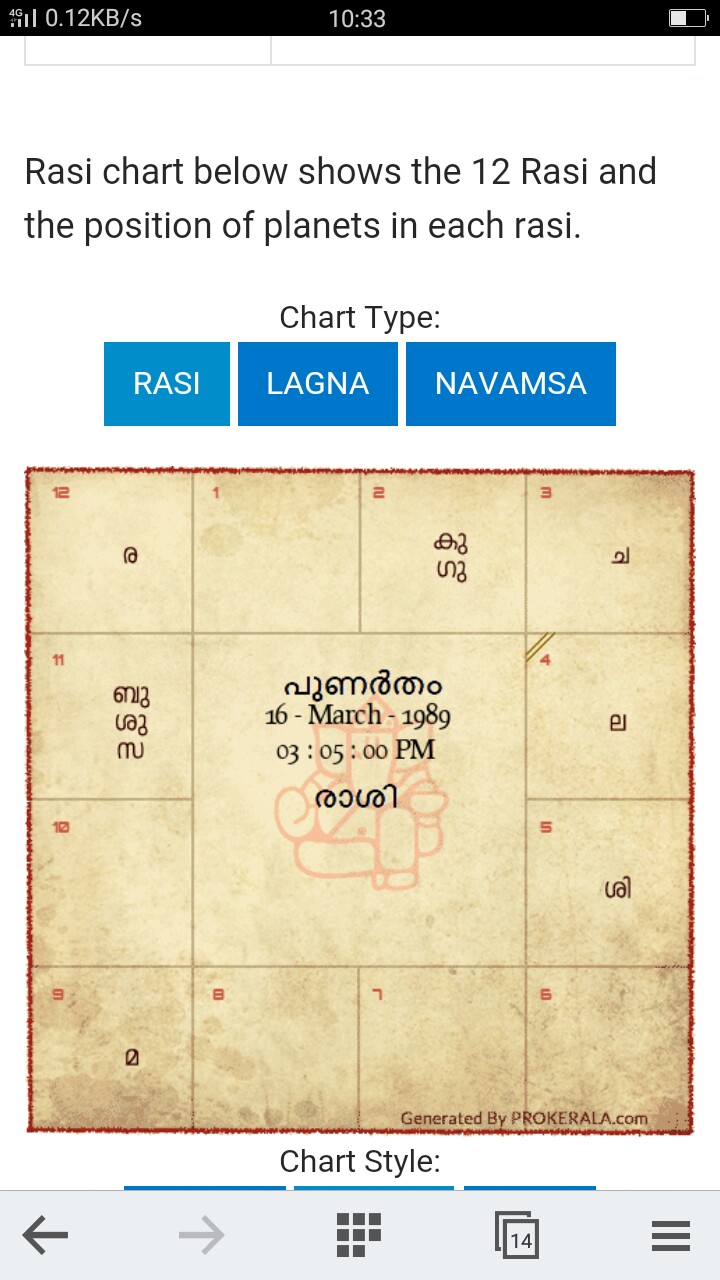 4G 0.12KB/s 10:33
Rasi chart below shows the 12 Rasi and
the position of planets in each rasi.
Chart Type:
RASI LAGNA NAVAMSA
12 1 2 3
ര
കു
ഗു
ച
11
ബു
ശു
സ
പുണർതം
16 - March - 1989
03 : 05 : 00 PM
രാശി
4
ല
10
5
ശി
9 8 7 6
മ
Generated By PROKERALA.com
Chart Style:
14